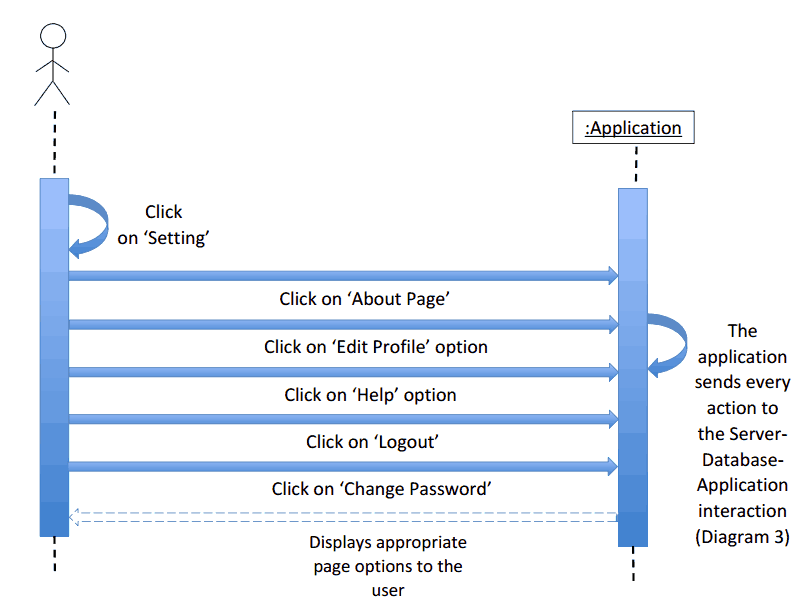 :Application
Click
on ‘Setting’
Click on ‘About Page’
Click on ‘Edit Profile’ option
Click on ‘Help’ option
Click on ‘Logout’
Click on ‘Change Password’
The
application
sends every
action to
the Server-
Database-
Application
interaction
(Diagram 3)
Displays appropriate
page options to the
user